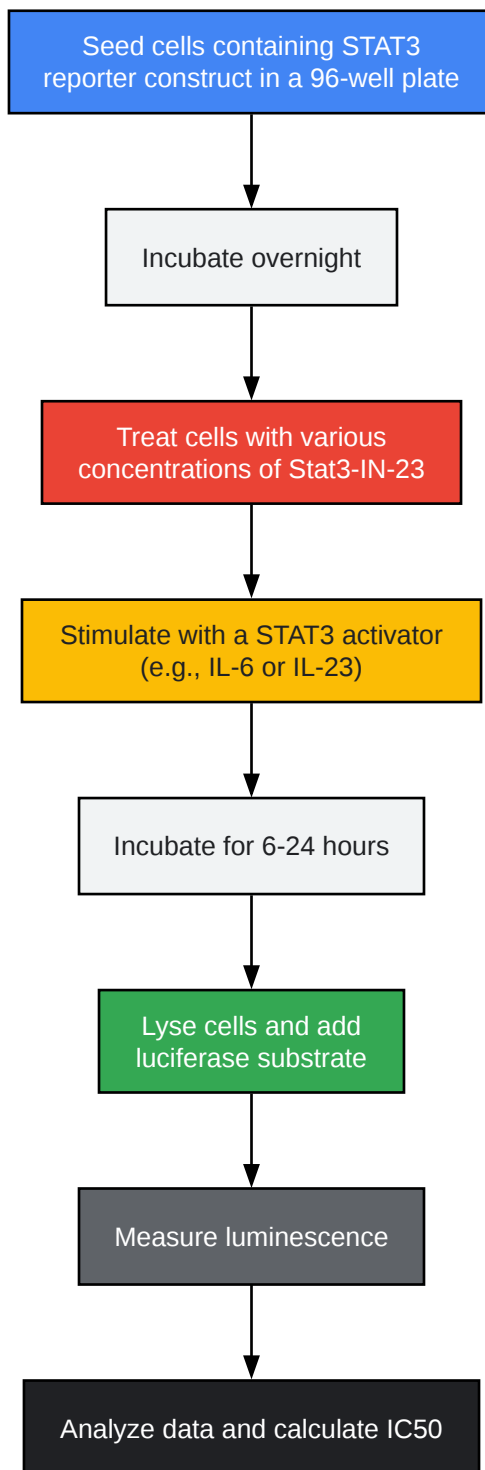 Seed cells containing STAT3
reporter construct in a 96-well plate
Incubate overnight
Treat cells with various
concentrations of Stat3-IN-23
Stimulate with a STAT3 activator
(e.g., IL-6 or IL-23)
Incubate for 6-24 hours
Lyse cells and add
luciferase substrate
Measure luminescence
Analyze data and calculate IC50